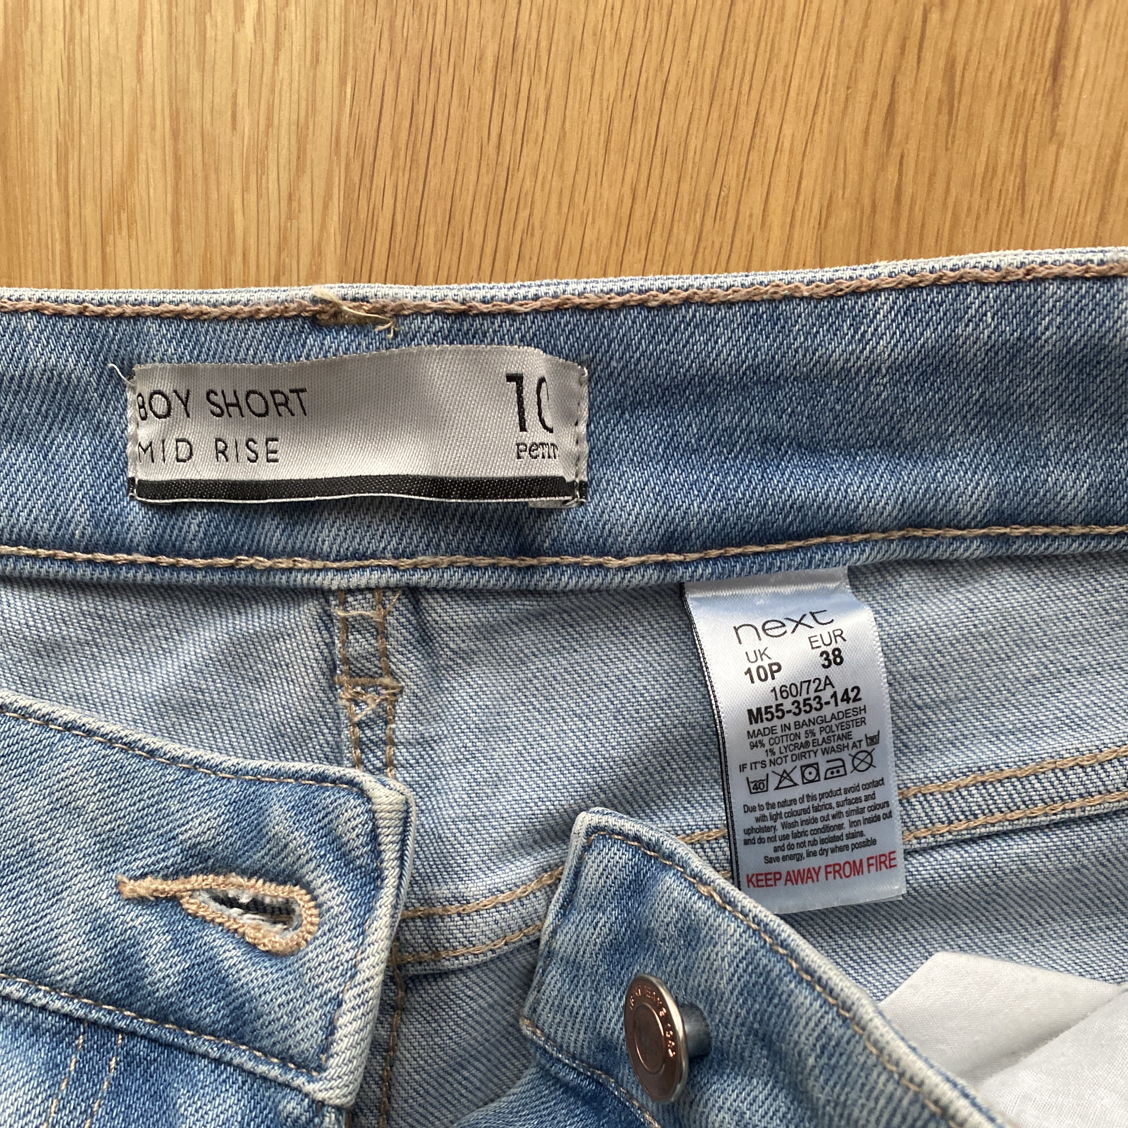 BOY SHORT
MID RISE
10
PETIT
next
UK EUR
10P 38
160/72A
M55-353-142
MADE IN BANGLADESH
94% COTTON 5% POLYESTER
1% LYCRA® ELASTANE
IF IT'S NOT DIRTY WASH AT
40
Due to the nature of this product avoid contact
with light coloured fabrics, surfaces and
upholstery. Wash inside out with similar colours
and do not use fabric conditioner. Iron inside out
and do not rub isolated stains.
Save energy, line dry where possible
KEEP AWAY FROM FIRE